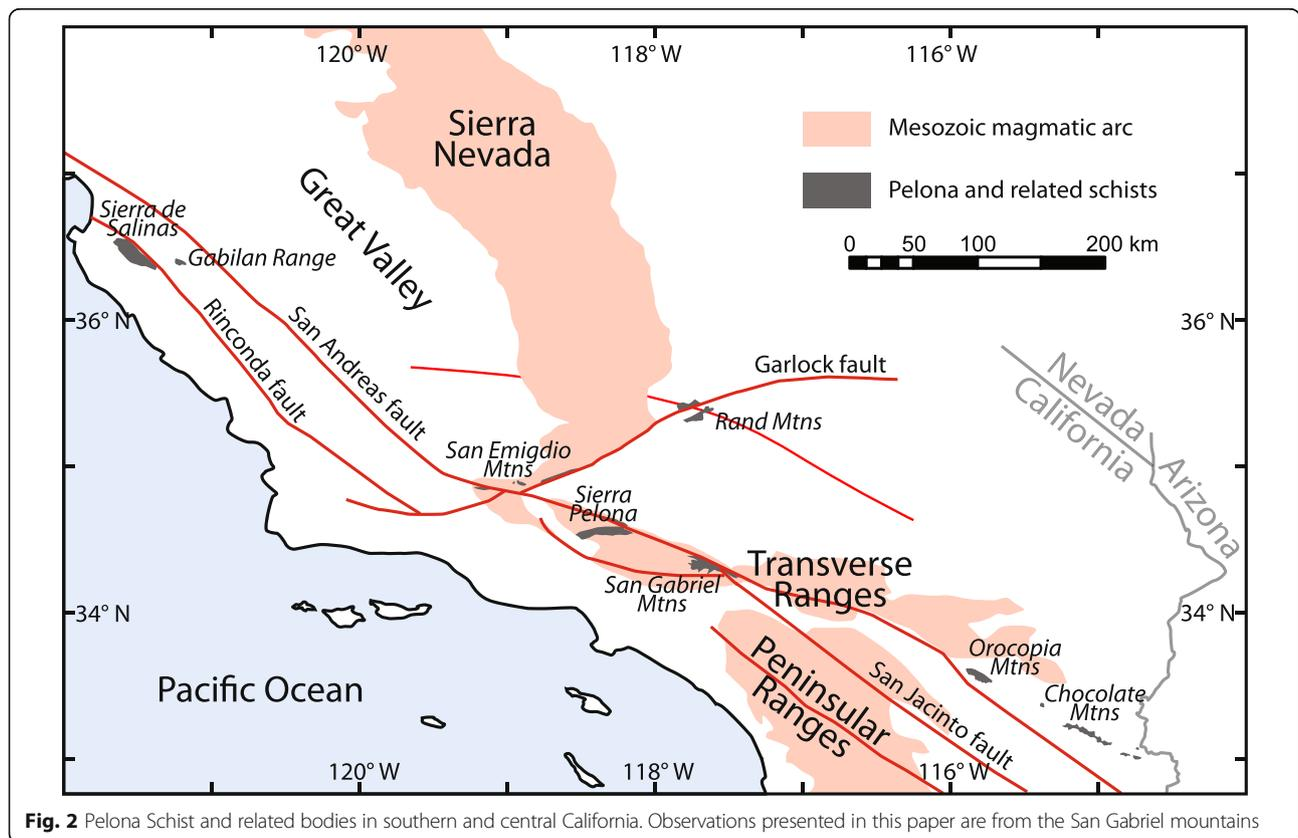 120° W
118° W
116° W
Sierra
Nevada
Mesozoic magmatic arc
Pelona and related schists
0 50 100 200 km
Great Valley
Sierra de
Salinas
Gabilan Range
36° N
36° N
Rinconda fault
San Andreas fault
Garlock fault
Nevada
California
Arizona
Rand Mtns
San Emigdio
Mtns
Sierra
Pelona
Transverse
Ranges
San Gabriel
Mtns
34° N
34° N
Orocopia
Mtns
Chocolate
Mtns
Peninsular
Ranges
San Jacinto fault
Pacific Ocean
120° W
118° W
116° W
Fig. 2 Pelona Schist and related bodies in southern and central California. Observations presented in this paper are from the San Gabriel mountains